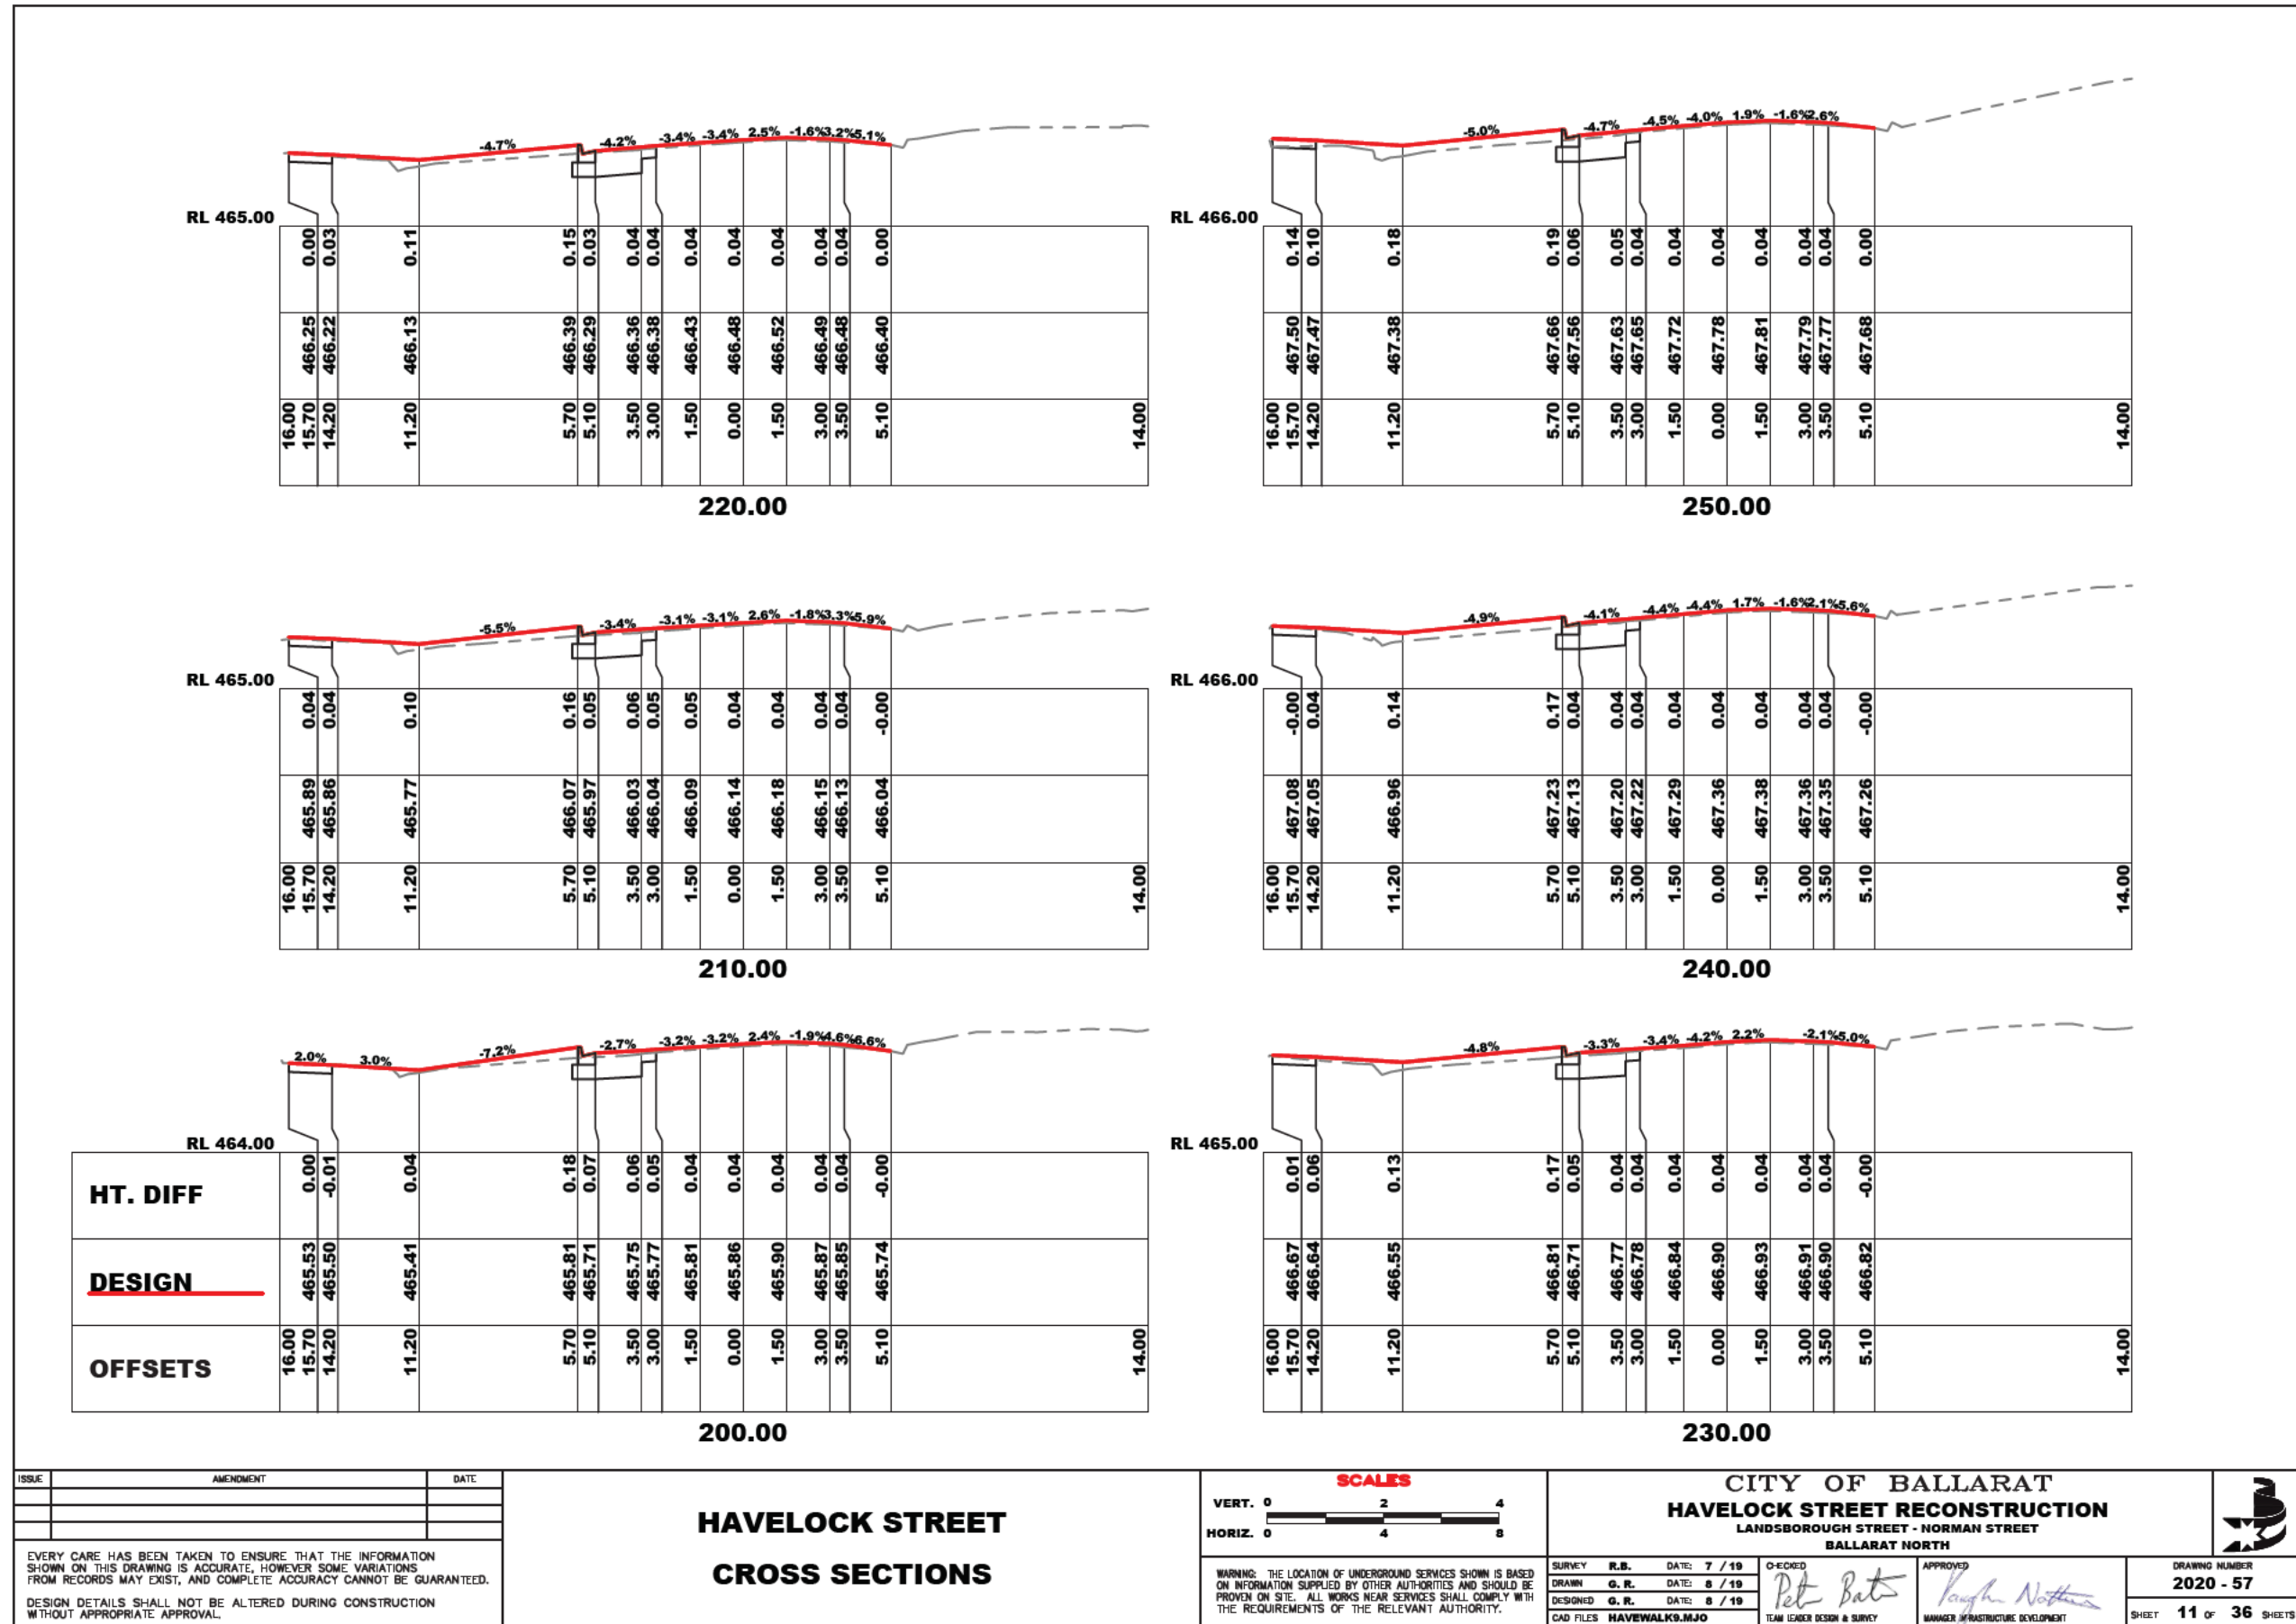 -4.7% -4.2% -3.4% -3.4% 2.5% -1.6% 3.2% 5.1%
RL 465.00
0.00 0.03 0.11 0.15 0.03 0.04 0.04 0.04 0.04 0.04 0.04 0.04 0.00
466.25 466.22 466.13 466.39 466.29 466.36 466.38 466.43 466.48 466.52 466.49 466.48 466.40
16.00 15.70 14.20 11.20 5.70 5.10 3.50 3.00 1.50 0.00 1.50 3.00 3.50 5.10 14.00
220.00
-5.0% -4.7% -4.5% -4.0% 1.9% -1.6% 2.6%
RL 466.00
0.14 0.10 0.18 0.19 0.06 0.05 0.04 0.04 0.04 0.04 0.04 0.04 0.00
467.50 467.47 467.38 467.66 467.56 467.63 467.65 467.72 467.78 467.81 467.79 467.77 467.68
16.00 15.70 14.20 11.20 5.70 5.10 3.50 3.00 1.50 0.00 1.50 3.00 3.50 5.10 14.00
250.00
-5.5% -3.4% -3.1% -3.1% 2.6% -1.8% 3.3% 5.9%
RL 465.00
0.04 0.04 0.10 0.16 0.05 0.06 0.05 0.05 0.04 0.04 0.04 0.04 -0.00
465.89 465.86 465.77 466.07 465.97 466.03 466.04 466.09 466.14 466.18 466.15 466.13 466.04
16.00 15.70 14.20 11.20 5.70 5.10 3.50 3.00 1.50 0.00 1.50 3.00 3.50 5.10 14.00
210.00
-4.9% -4.1% -4.4% -4.4% 1.7% -1.6% 2.1% 5.6%
RL 466.00
-0.00 0.04 0.14 0.17 0.04 0.04 0.04 0.04 0.04 0.04 0.04 0.04 -0.00
467.08 467.05 466.96 467.23 467.13 467.20 467.22 467.29 467.36 467.38 467.36 467.35 467.26
16.00 15.70 14.20 11.20 5.70 5.10 3.50 3.00 1.50 0.00 1.50 3.00 3.50 5.10 14.00
240.00
2.0% 3.0% -7.2% -2.7% -3.2% -3.2% 2.4% -1.9% 4.6% 6.6%
RL 464.00
HT. DIFF 0.00 -0.01 0.04 0.18 0.07 0.06 0.05 0.04 0.04 0.04 0.04 0.04 -0.00
DESIGN 465.53 465.50 465.41 465.81 465.71 465.75 465.77 465.81 465.86 465.90 465.87 465.85 465.74
OFFSETS 16.00 15.70 14.20 11.20 5.70 5.10 3.50 3.00 1.50 0.00 1.50 3.00 3.50 5.10 14.00
200.00
-4.8% -3.3% -3.4% -4.2% 2.2% -2.1% 5.0%
RL 465.00
0.01 0.06 0.13 0.17 0.05 0.04 0.04 0.04 0.04 0.04 0.04 0.04 -0.00
466.67 466.64 466.55 466.81 466.71 466.77 466.78 466.84 466.90 466.93 466.91 466.90 466.82
16.00 15.70 14.20 11.20 5.70 5.10 3.50 3.00 1.50 0.00 1.50 3.00 3.50 5.10 14.00
230.00
ISSUE AMENDMENT DATE
EVERY CARE HAS BEEN TAKEN TO ENSURE THAT THE INFORMATION
SHOWN ON THIS DRAWING IS ACCURATE, HOWEVER SOME VARIATIONS
FROM RECORDS MAY EXIST, AND COMPLETE ACCURACY CANNOT BE GUARANTEED.
DESIGN DETAILS SHALL NOT BE ALTERED DURING CONSTRUCTION
WITHOUT APPROPRIATE APPROVAL.
HAVELOCK STREET
CROSS SECTIONS
SCALES
VERT. 0 2 4
HORIZ. 0 4 8
WARNING: THE LOCATION OF UNDERGROUND SERVICES SHOWN IS BASED
ON INFORMATION SUPPLIED BY OTHER AUTHORITIES AND SHOULD BE
PROVEN ON SITE. ALL WORKS NEAR SERVICES SHALL COMPLY WITH
THE REQUIREMENTS OF THE RELEVANT AUTHORITY.
CITY OF BALLARAT
HAVELOCK STREET RECONSTRUCTION
LANDSBOROUGH STREET - NORMAN STREET
BALLARAT NORTH
SURVEY R.B. DATE: 7 / 19
DRAWN G. R. DATE: 8 / 19
DESIGNED G. R. DATE: 8 / 19
CAD FILES HAVEWALK9.MJO
CHECKED
TEAM LEADER DESIGN & SURVEY
APPROVED
MANAGER INFRASTRUCTURE DEVELOPMENT
DRAWING NUMBER
2020 - 57
SHEET 11 OF 36 SHEETS